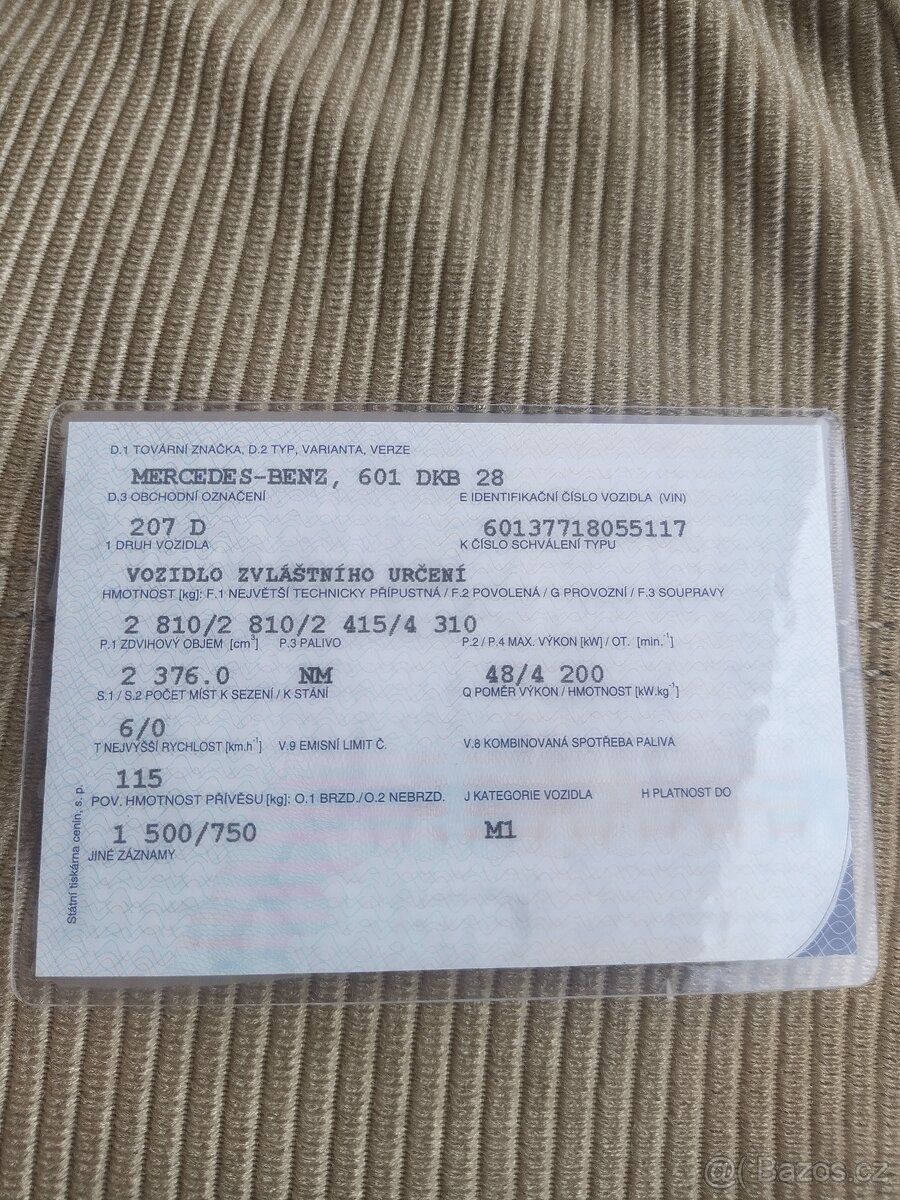 D.1 TOVÁRNÍ ZNAČKA, D.2 TYP, VARIANTA, VERZE
MERCEDES-BENZ, 601 DKB 28
D.3 OBCHODNÍ OZNAČENÍ E IDENTIFIKAČNÍ ČÍSLO VOZIDLA (VIN)
207 D 60137718055117
1 DRUH VOZIDLA K ČÍSLO SCHVÁLENÍ TYPU
VOZIDLO ZVLÁŠTNÍHO URČENÍ
HMOTNOST [kg]: F.1 NEJVĚTŠÍ TECHNICKY PŘÍPUSTNÁ / F.2 POVOLENÁ / G PROVOZNÍ / F.3 SOUPRAVY
2 810/2 810/2 415/4 310
P.1 ZDVIHOVÝ OBJEM [cm³] P.3 PALIVO P.2 / P.4 MAX. VÝKON [kW] / OT. [min.⁻¹]
2 376.0 NM 48/4 200
S.1 / S.2 POČET MÍST K SEZENÍ / K STÁNÍ Q POMĚR VÝKON / HMOTNOST [kW.kg⁻¹]
6/0
T NEJVYŠŠÍ RYCHLOST [km.h⁻¹] V.9 EMISNÍ LIMIT Č. V.8 KOMBINOVANÁ SPOTŘEBA PALIVA
115
POV. HMOTNOST PŘÍVĚSU [kg]: O.1 BRZD./O.2 NEBRZD. J KATEGORIE VOZIDLA H PLATNOST DO
1 500/750 M1
JINÉ ZÁZNAMY
Státní tiskárna cenin, s. p.
@ Bazos.cz